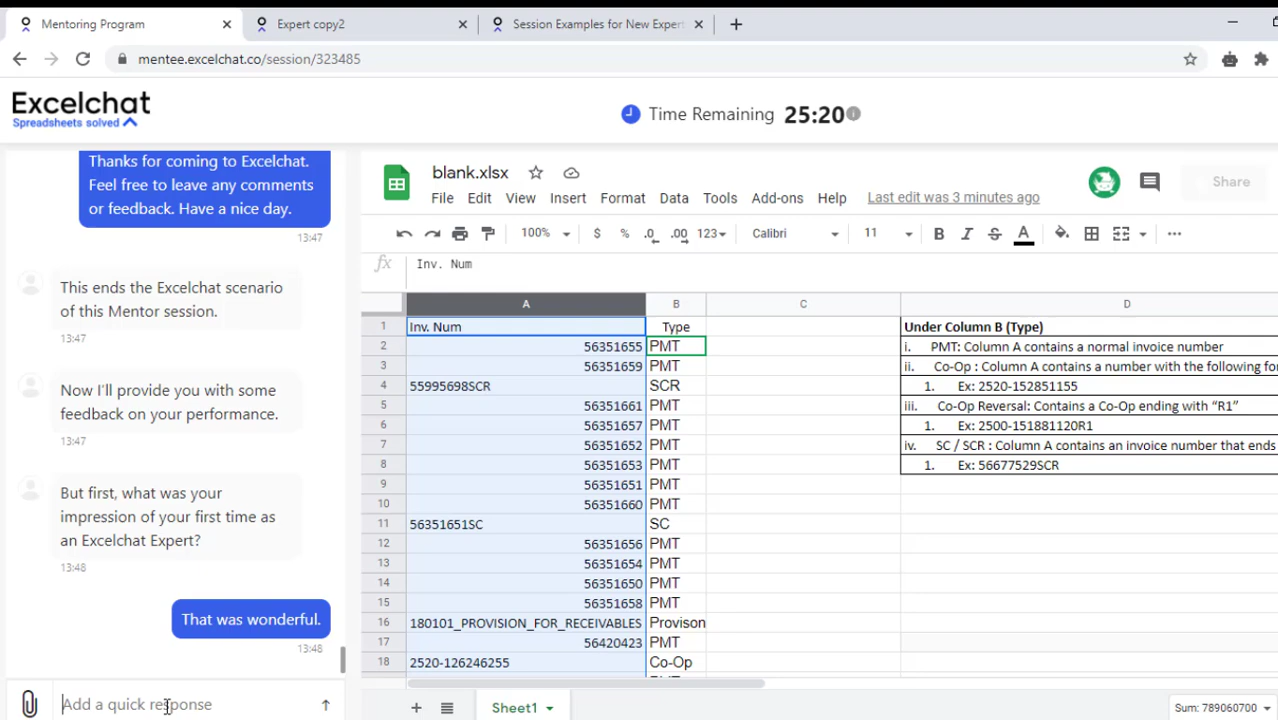 Mentoring Program
Expert copy2
Session Examples for New Expert
mentee.excelchat.co/session/323485
Excelchat
Spreadsheets solved
Time Remaining 25:20
Thanks for coming to Excelchat.
Feel free to leave any comments
or feedback. Have a nice day.
13:47
This ends the Excelchat scenario
of this Mentor session.
13:47
Now I'll provide you with some
feedback on your performance.
13:47
But first, what was your
impression of your first time as
an Excelchat Expert?
13:48
That was wonderful.
13:48
Add a quick response
blank.xlsx
File Edit View Insert Format Data Tools Add-ons Help Last edit was 3 minutes ago
Share
100% $ % .0 .00 123 Calibri 11 B I S A
fx Inv. Num
A B C D
1 Inv. Num Type Under Column B (Type)
2 56351655 PMT i. PMT: Column A contains a normal invoice number
3 56351659 PMT ii. Co-Op : Column A contains a number with the following fo
4 55995698SCR SCR 1. Ex: 2520-152851155
5 56351661 PMT iii. Co-Op Reversal: Contains a Co-Op ending with "R1"
6 56351657 PMT 1. Ex: 2500-151881120R1
7 56351652 PMT iv. SC / SCR : Column A contains an invoice number that ends
8 56351653 PMT 1. Ex: 56677529SCR
9 56351651 PMT
10 56351660 PMT
11 56351651SC SC
12 56351656 PMT
13 56351654 PMT
14 56351650 PMT
15 56351658 PMT
16 180101_PROVISION_FOR_RECEIVABLES Provison
17 56420423 PMT
18 2520-126246255 Co-Op
Sheet1
Sum: 789060700